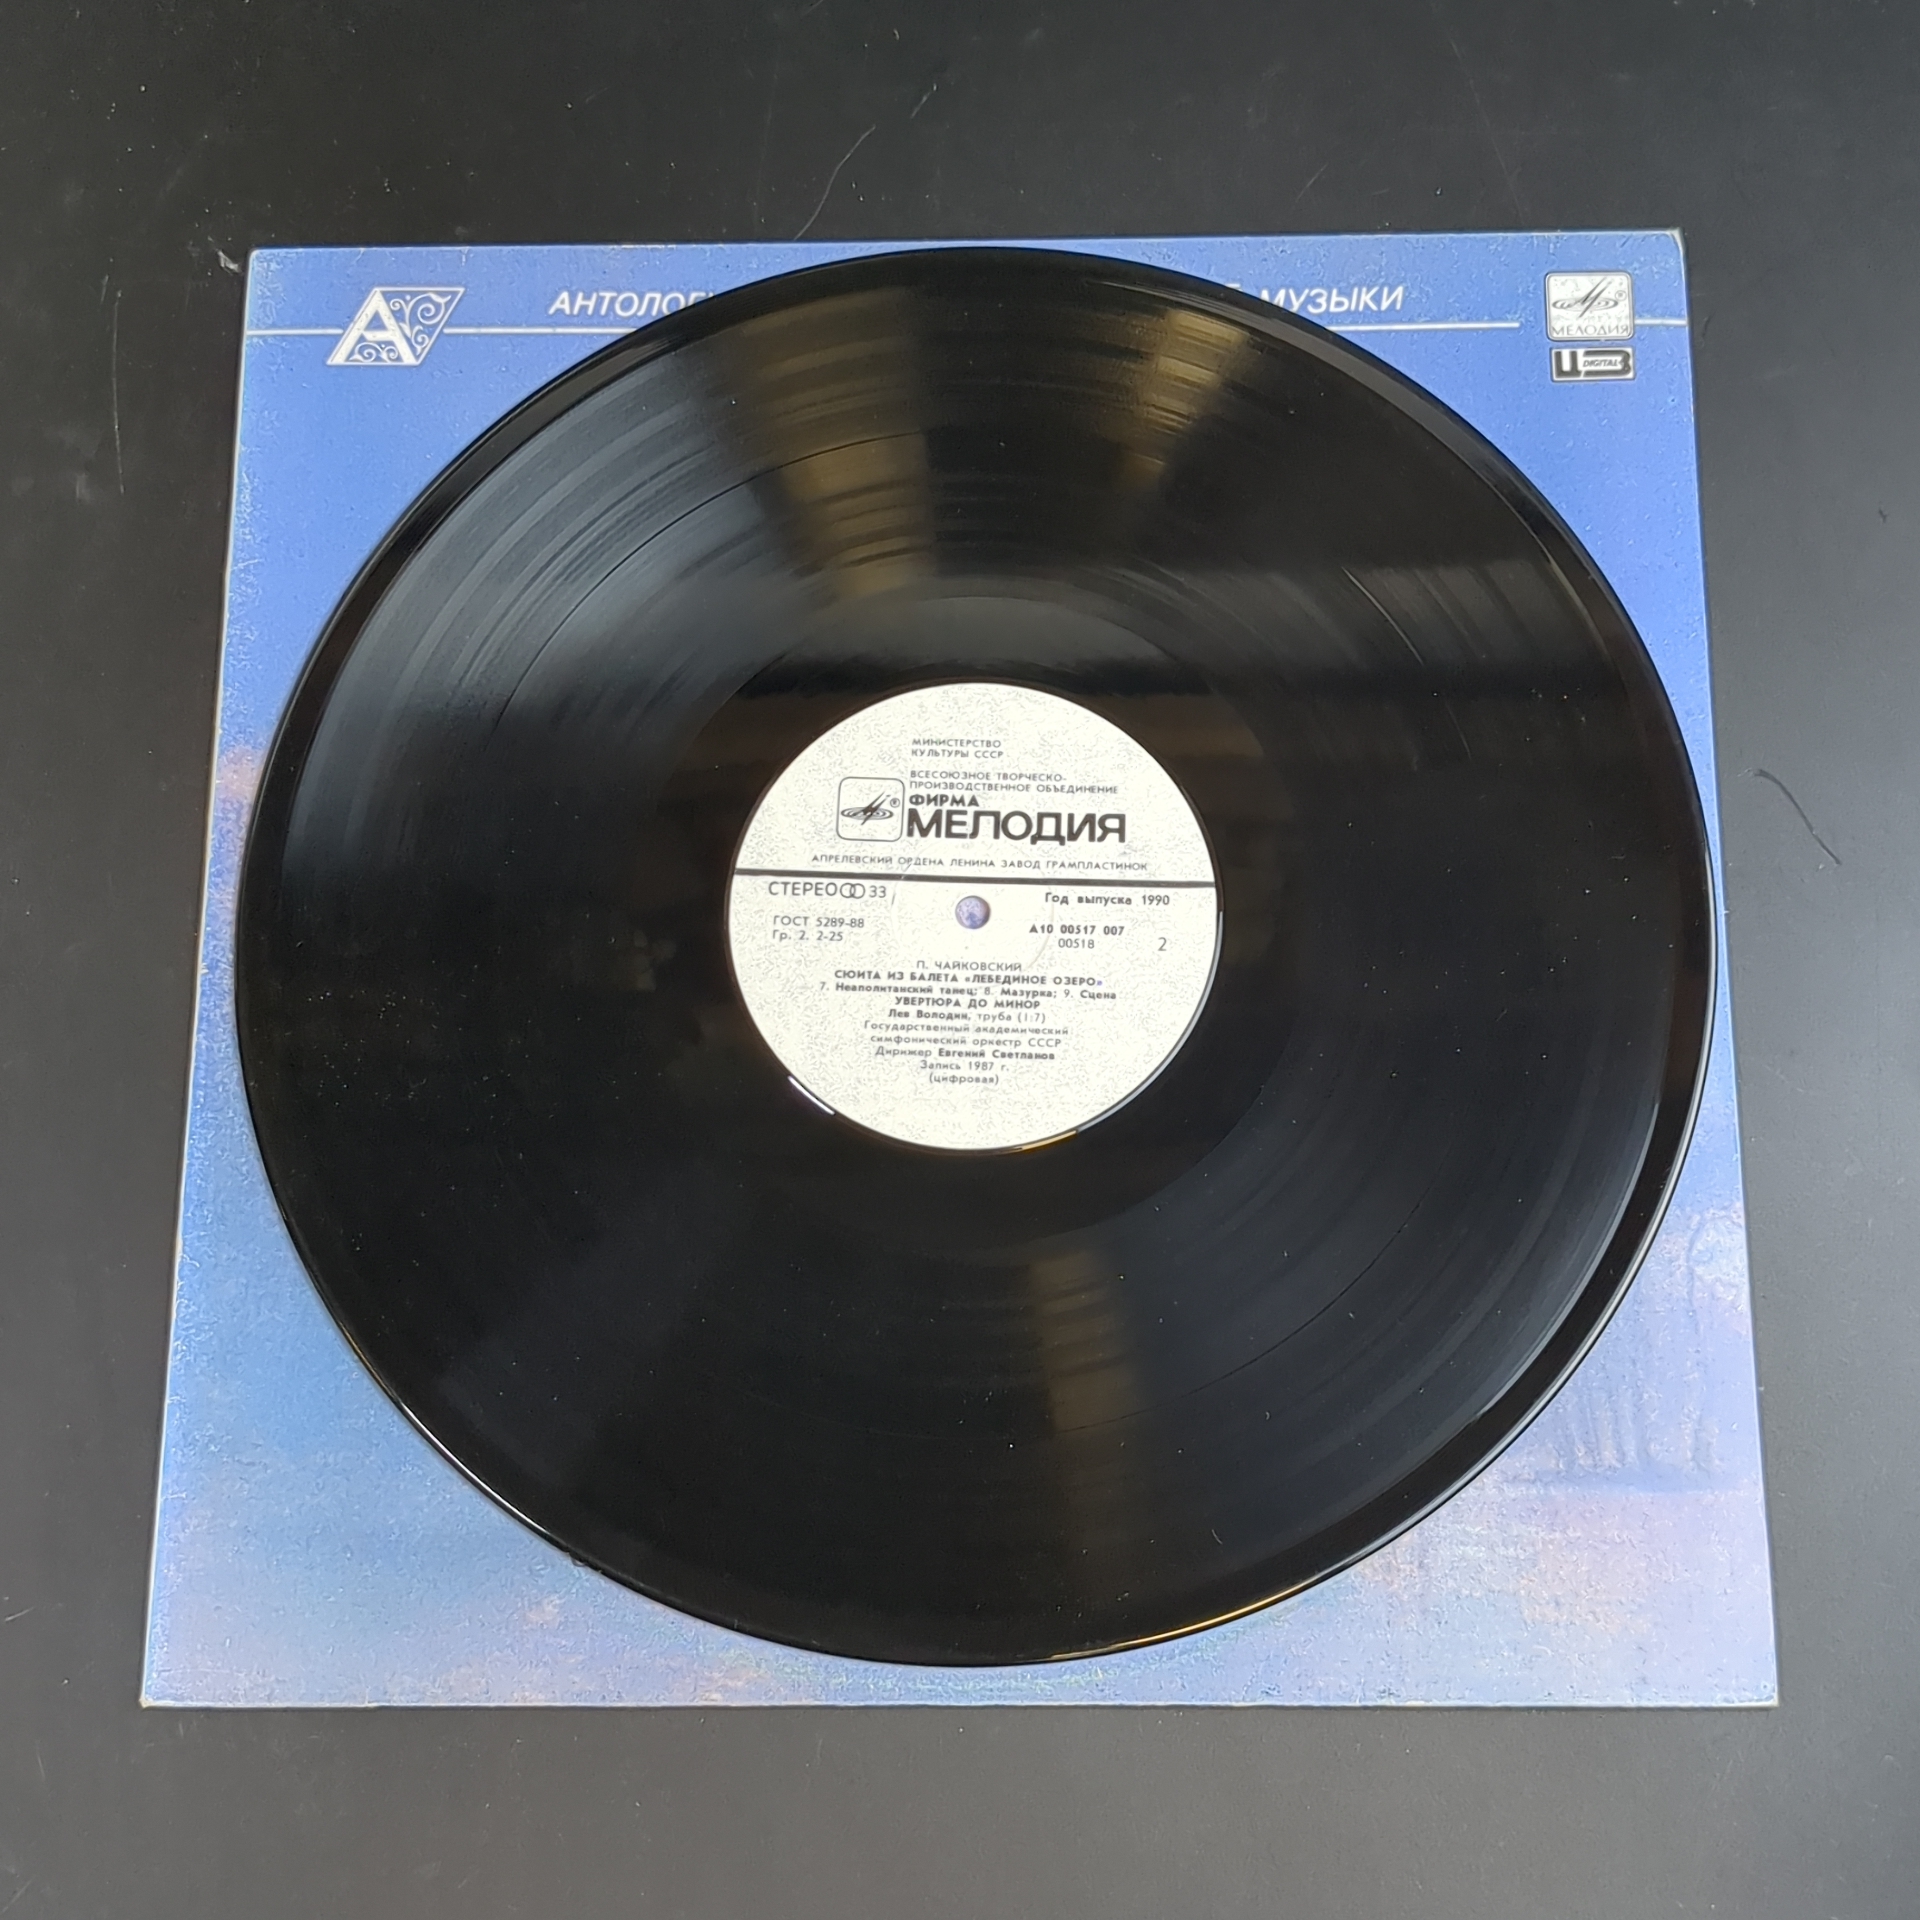 А
АНТОЛОГ
МУЗЫКИ
МЕЛОДИЯ
ЦЗ DIGITAL
МИНИСТЕРСТВО
КУЛЬТУРЫ СССР
ВСЕСОЮЗНОЕ ТВОРЧЕСКО-
ПРОИЗВОДСТВЕННОЕ ОБЪЕДИНЕНИЕ
ФИРМА
® МЕЛОДИЯ
АПРЕЛЕВСКИЙ ОРДЕНА ЛЕНИНА ЗАВОД ГРАМПЛАСТИНОК
СТЕРЕО 33
Год выпуска 1990
ГОСТ 5289-88
Гр. 2. 2-25
А10 00517 007
00518 2
П. ЧАЙКОВСКИЙ
СЮИТА ИЗ БАЛЕТА «ЛЕБЕДИНОЕ ОЗЕРО»
7. Неаполитанский танец; 8. Мазурка; 9. Сцена
УВЕРТЮРА ДО МИНОР
Лев Володин, труба (1:7)
Государственный академический
симфонический оркестр СССР
Дирижер Евгений Светланов
Запись 1987 г.
(цифровая)